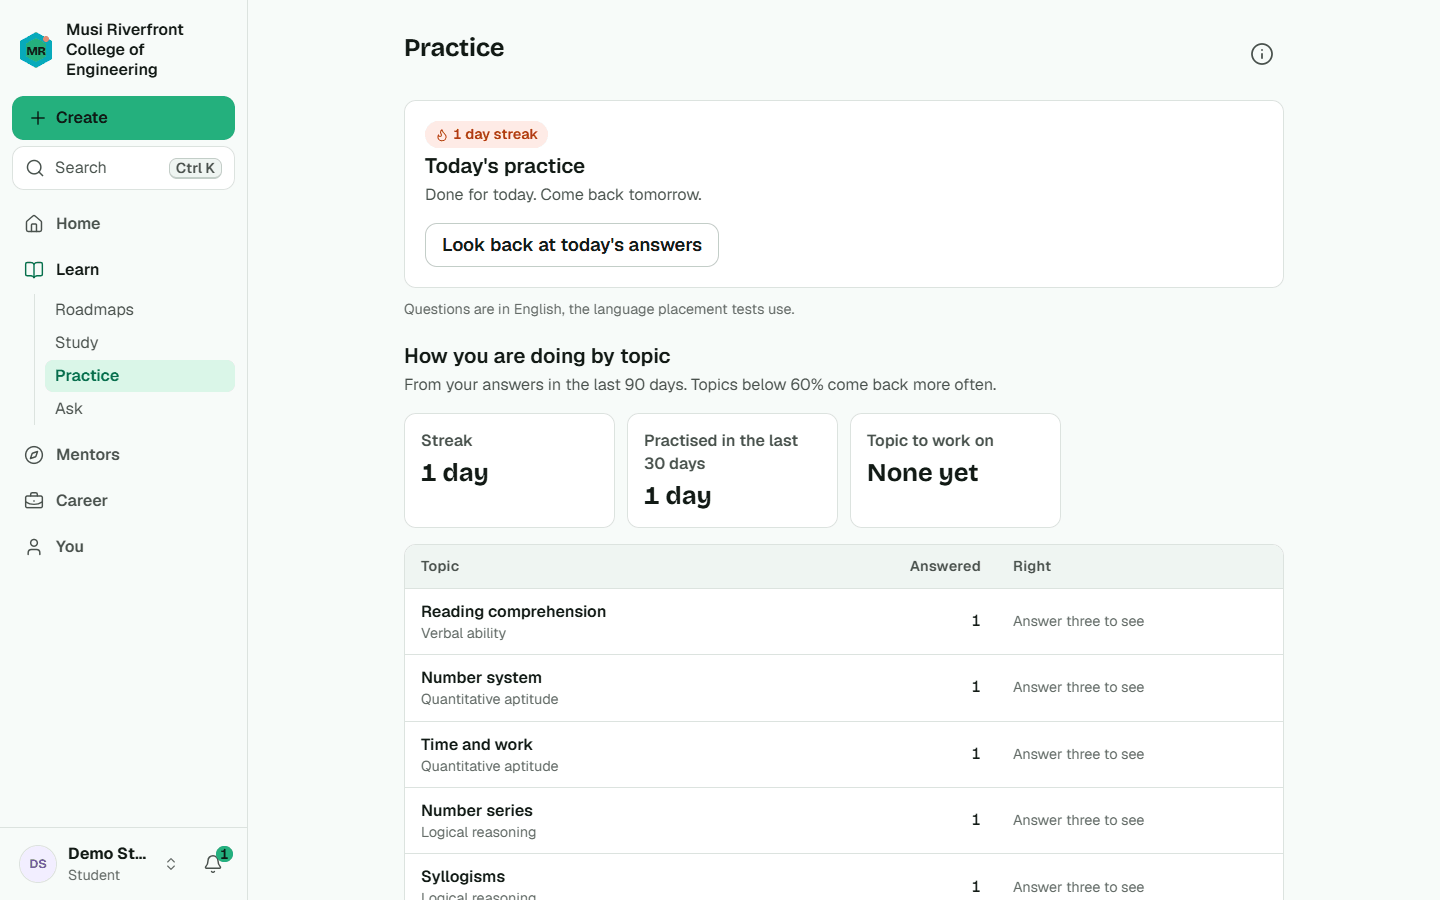 MR
Musi Riverfront
College of
Engineering
Create
Search
Ctrl K
Home
Learn
Roadmaps
Study
Practice
Ask
Mentors
Career
You
DS
Demo St...
Student
1
Practice
1 day streak
Today's practice
Done for today. Come back tomorrow.
Look back at today's answers
Questions are in English, the language placement tests use.
How you are doing by topic
From your answers in the last 90 days. Topics below 60% come back more often.
Streak
1 day
Practised in the last
30 days
1 day
Topic to work on
None yet
Topic Answered Right
Reading comprehension
Verbal ability
1 Answer three to see
Number system
Quantitative aptitude
1 Answer three to see
Time and work
Quantitative aptitude
1 Answer three to see
Number series
Logical reasoning
1 Answer three to see
Syllogisms
Logical reasoning
1 Answer three to see